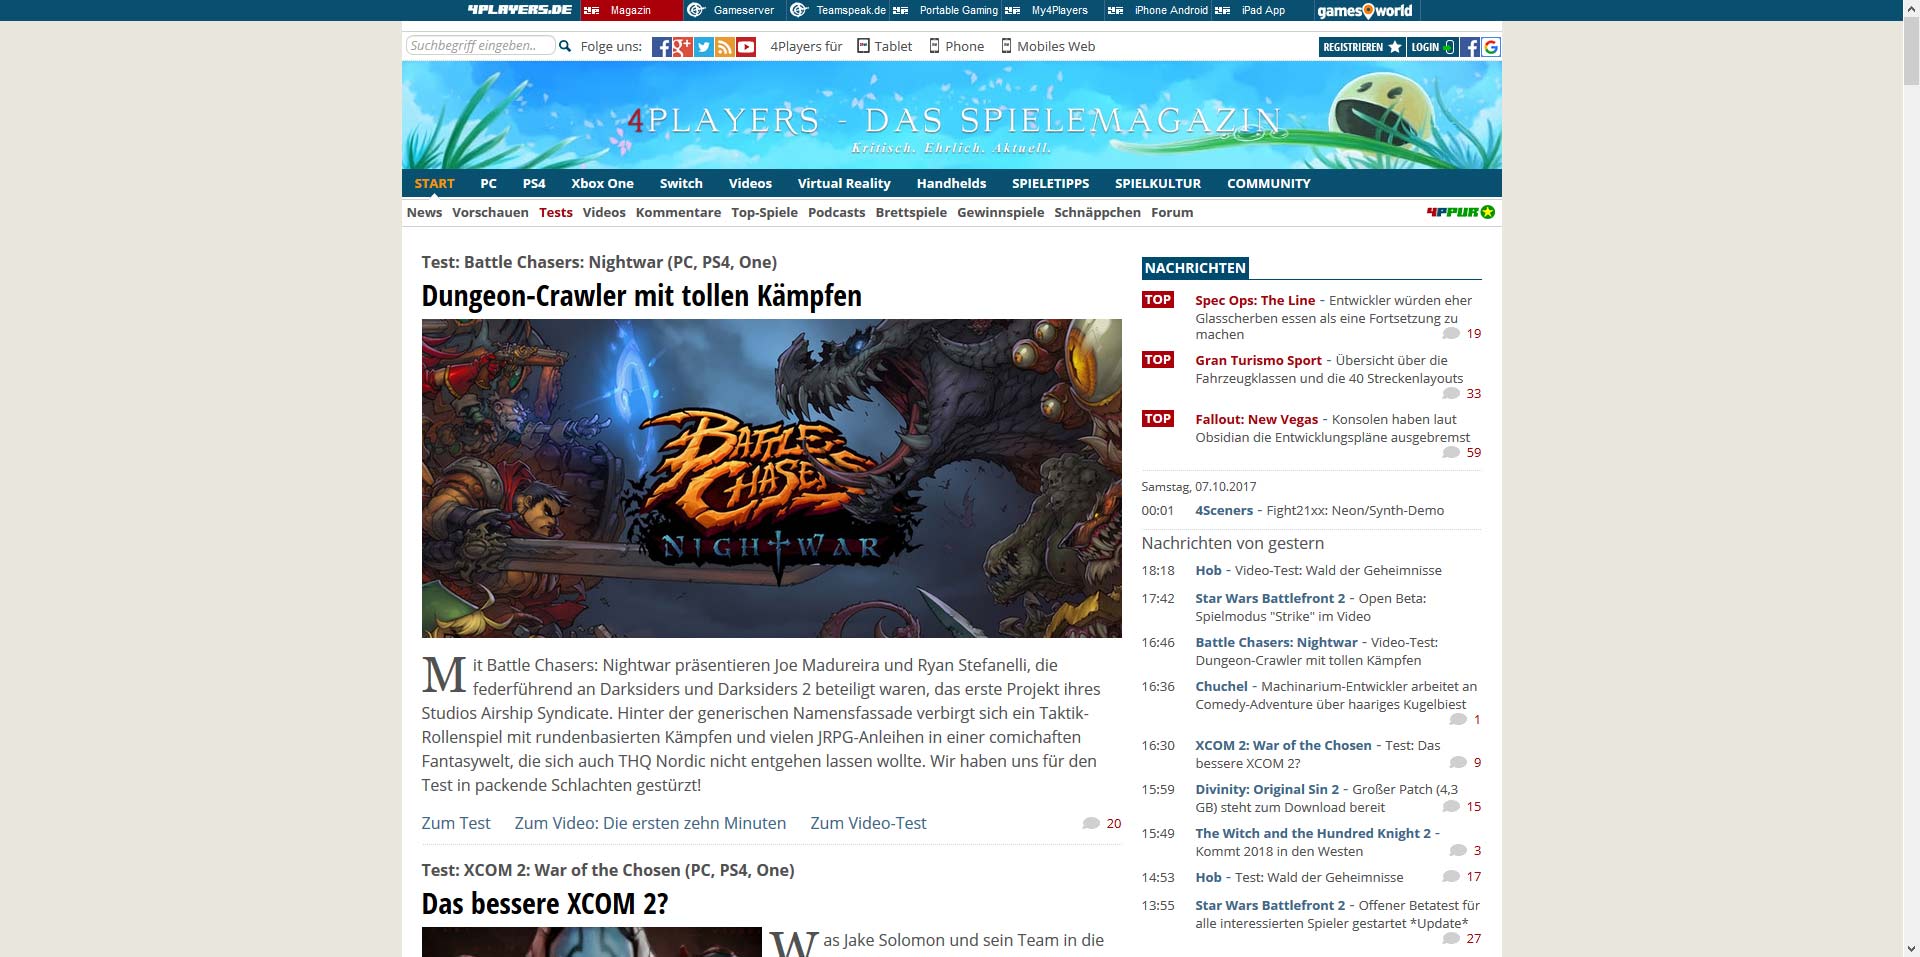 4PLAYERS.DE Magazin Gameserver Teamspeak.de Portable Gaming My4Players iPhone Android iPad App gamesworld
Suchbegriff eingeben.. Folge uns: 4Players für Tablet Phone Mobiles Web REGISTRIEREN LOGIN
4PLAYERS - DAS SPIELEMAGAZIN
Kritisch. Ehrlich. Aktuell.
START PC PS4 Xbox One Switch Videos Virtual Reality Handhelds SPIELETIPPS SPIELKULTUR COMMUNITY
News Vorschauen Tests Videos Kommentare Top-Spiele Podcasts Brettspiele Gewinnspiele Schnäppchen Forum 4PPUR
Test: Battle Chasers: Nightwar (PC, PS4, One)
Dungeon-Crawler mit tollen Kämpfen
BATTLE
CHASERS
NIGHTWAR
Mit Battle Chasers: Nightwar präsentieren Joe Madureira und Ryan Stefanelli, die
federführend an Darksiders und Darksiders 2 beteiligt waren, das erste Projekt ihres
Studios Airship Syndicate. Hinter der generischen Namensfassade verbirgt sich ein Taktik-
Rollenspiel mit rundenbasierten Kämpfen und vielen JRPG-Anleihen in einer comichaften
Fantasywelt, die sich auch THQ Nordic nicht entgehen lassen wollte. Wir haben uns für den
Test in packende Schlachten gestürzt!
Zum Test Zum Video: Die ersten zehn Minuten Zum Video-Test 20
Test: XCOM 2: War of the Chosen (PC, PS4, One)
Das bessere XCOM 2?
Was Jake Solomon und sein Team in die
NACHRICHTEN
TOP Spec Ops: The Line - Entwickler würden eher
Glasscherben essen als eine Fortsetzung zu
machen 19
TOP Gran Turismo Sport - Übersicht über die
Fahrzeugklassen und die 40 Streckenlayouts
33
TOP Fallout: New Vegas - Konsolen haben laut
Obsidian die Entwicklungspläne ausgebremst
59
Samstag, 07.10.2017
00:01 4Sceners - Fight21xx: Neon/Synth-Demo
Nachrichten von gestern
18:18 Hob - Video-Test: Wald der Geheimnisse
17:42 Star Wars Battlefront 2 - Open Beta:
Spielmodus "Strike" im Video
16:46 Battle Chasers: Nightwar - Video-Test:
Dungeon-Crawler mit tollen Kämpfen
16:36 Chuchel - Machinarium-Entwickler arbeitet an
Comedy-Adventure über haariges Kugelbiest
1
16:30 XCOM 2: War of the Chosen - Test: Das
bessere XCOM 2? 9
15:59 Divinity: Original Sin 2 - Großer Patch (4,3
GB) steht zum Download bereit 15
15:49 The Witch and the Hundred Knight 2 -
Kommt 2018 in den Westen 3
14:53 Hob - Test: Wald der Geheimnisse 17
13:55 Star Wars Battlefront 2 - Offener Betatest für
alle interessierten Spieler gestartet *Update*
27